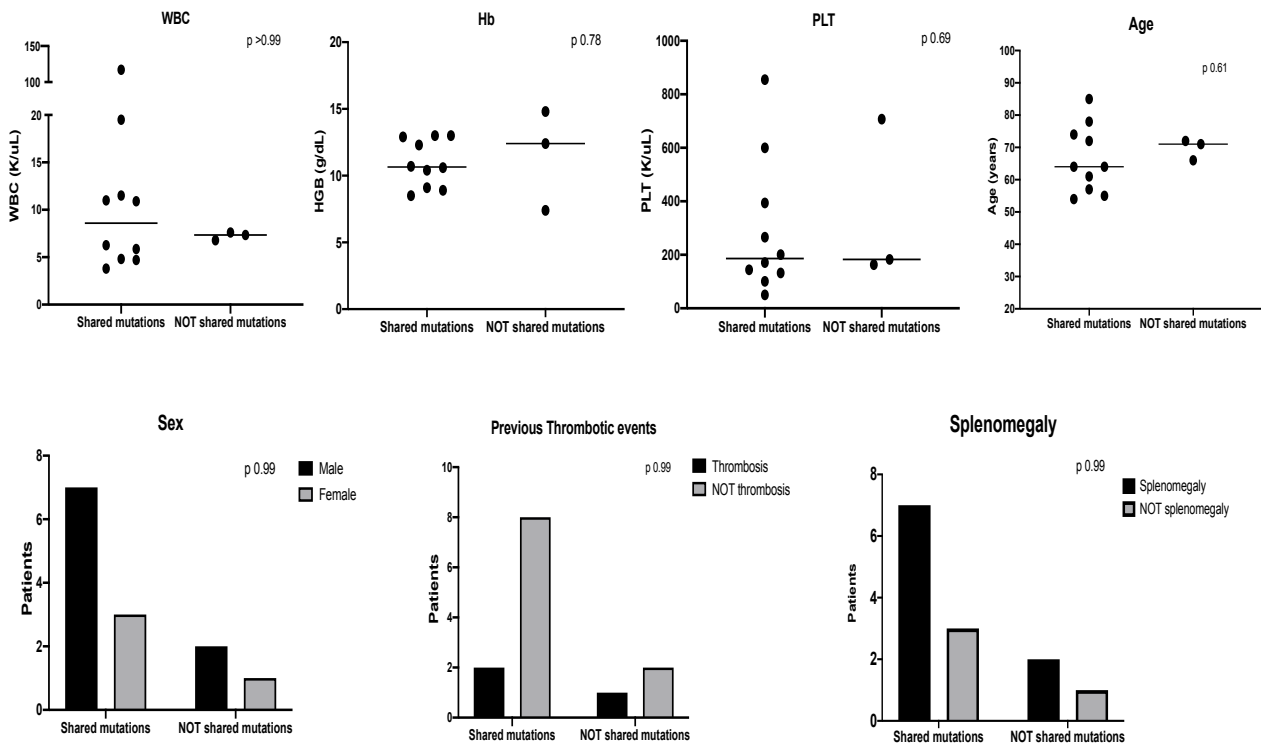 WBC
p >0.99
150
100
20
15
10
5
0
WBC (K/uL)
Shared mutations
NOT shared mutations
Hb
p 0.78
20
15
10
5
0
HGB (g/dL)
Shared mutations
NOT shared mutations
PLT
p 0.69
1000
800
600
400
200
0
PLT (K/uL)
Shared mutations
NOT shared mutations
Age
p 0.61
100
90
80
70
60
50
40
30
20
Age (years)
Shared mutations
NOT shared mutations
Sex
p 0.99
Male
Female
8
6
4
2
0
Patients
Shared mutations
NOT shared mutations
Previous Thrombotic events
p 0.99
Thrombosis
NOT thrombosis
10
8
6
4
2
0
Patients
Shared mutations
NOT shared mutations
Splenomegaly
p 0.99
Splenomegaly
NOT splenomegaly
8
6
4
2
0
Patients
Shared mutations
NOT shared mutations